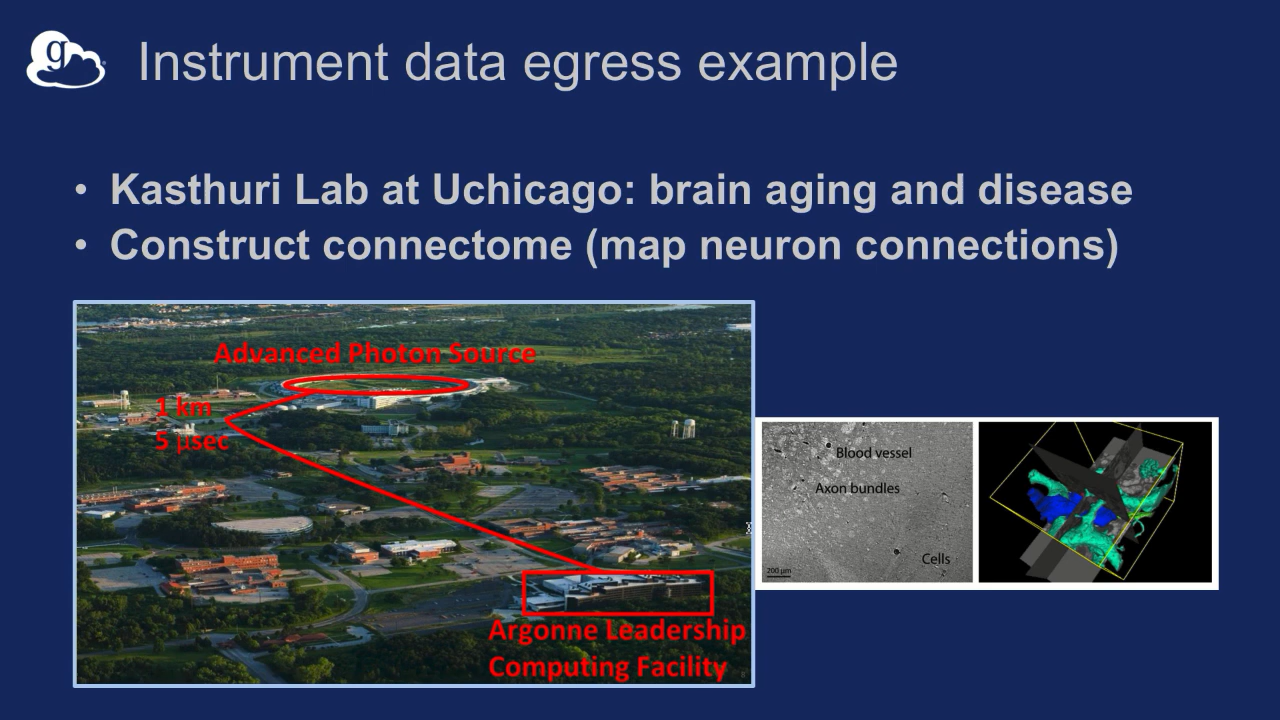 g
Instrument data egress example
• Kasthuri Lab at Uchicago: brain aging and disease
• Construct connectome (map neuron connections)
Advanced Photon Source
1 km
5 μsec
Argonne Leadership
Computing Facility
Blood vessel
Axon bundles
Cells
200 μm